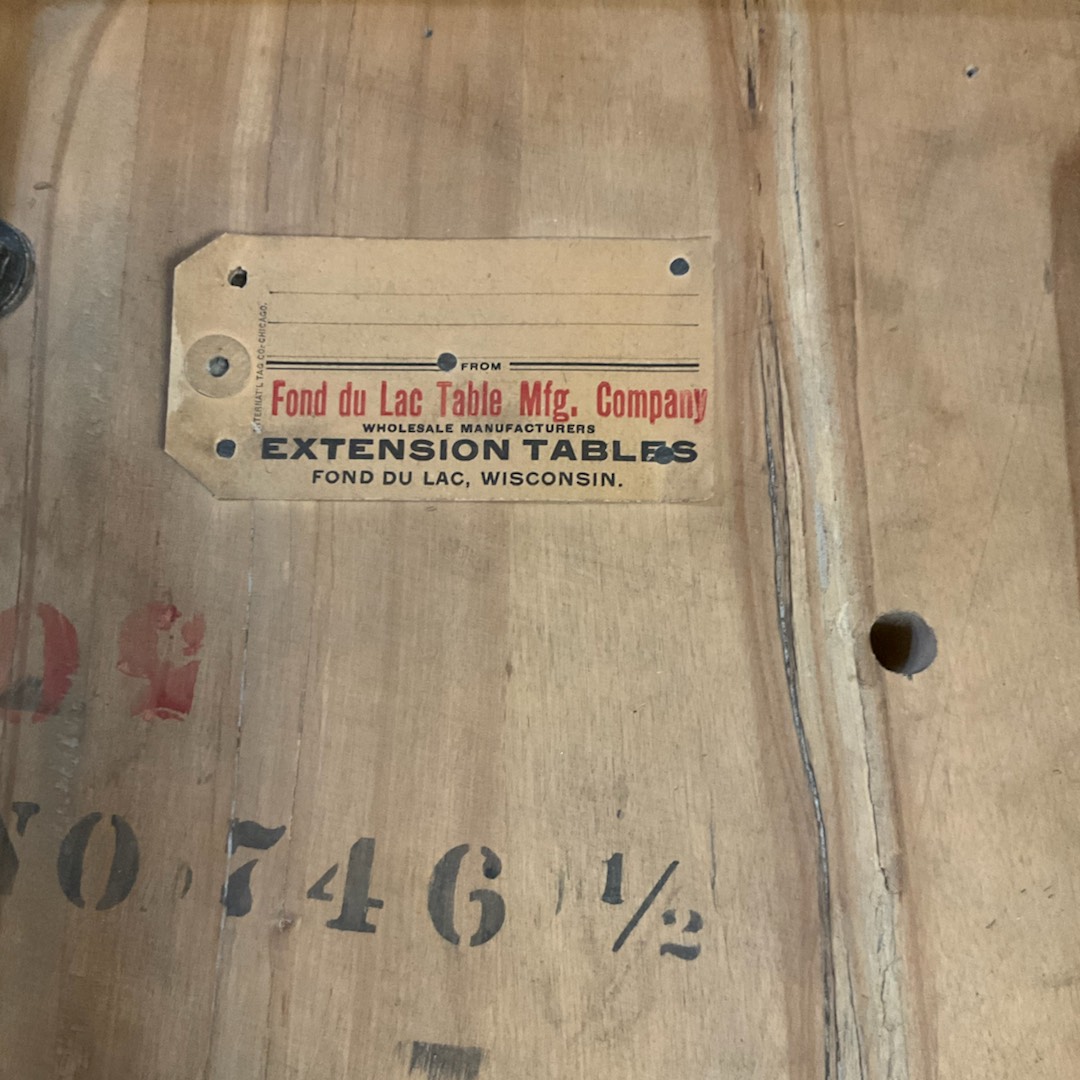 INTERNAT'L TAG CO. CHICAGO.
FROM
Fond du Lac Table Mfg. Company
WHOLESALE MANUFACTURERS
EXTENSION TABLES
FOND DU LAC, WISCONSIN.
NO. 746 1/2